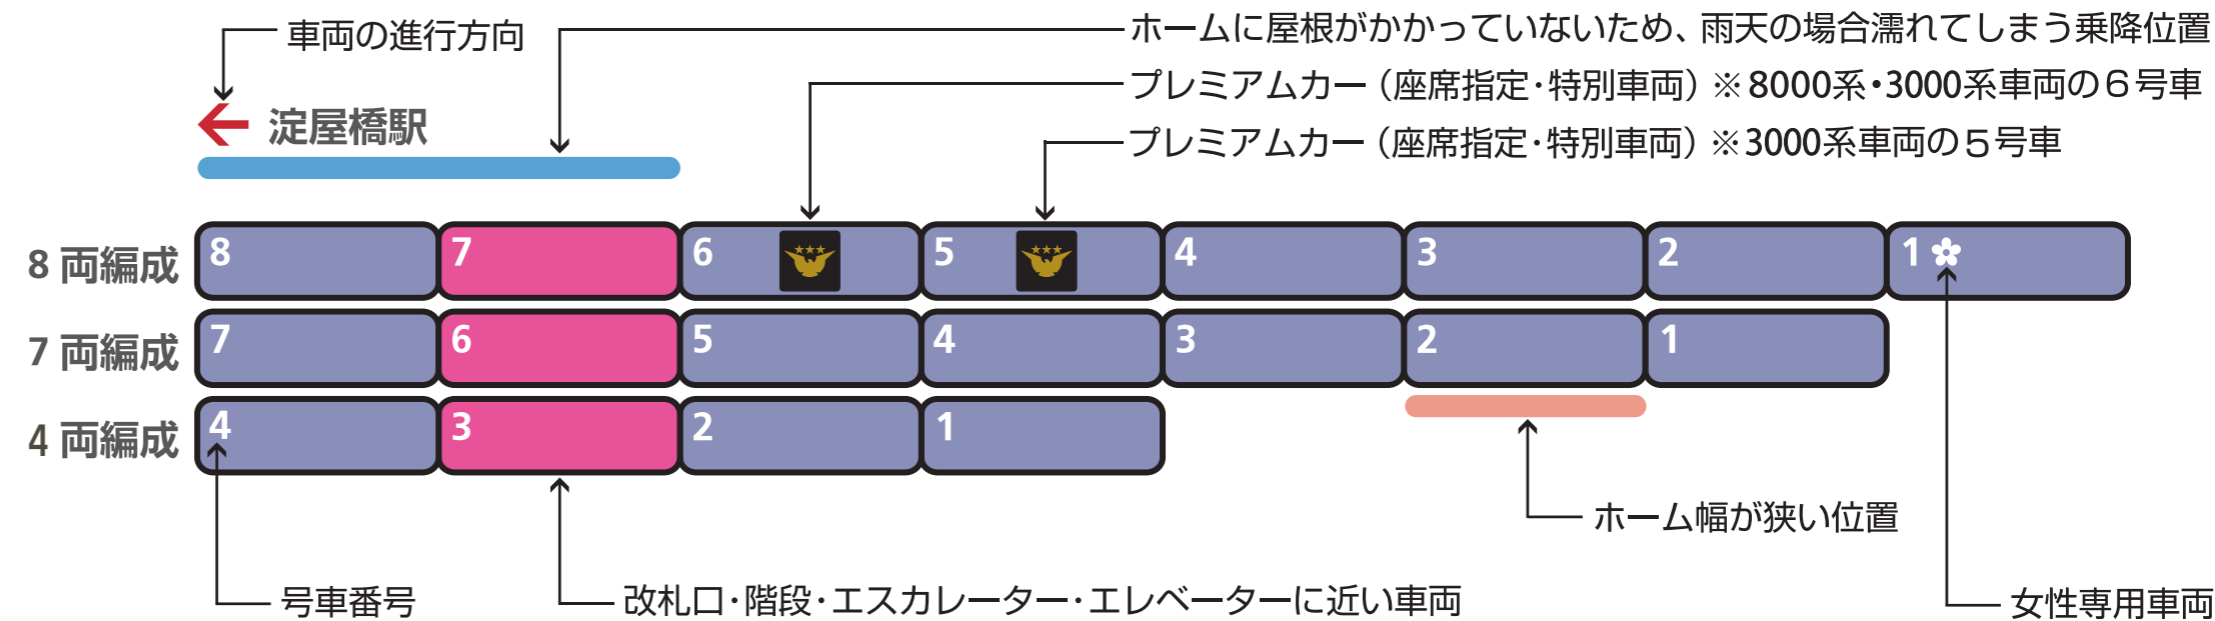 車両の進行方向
ホームに屋根がかかっていないため、雨天の場合濡れてしまう乗降位置
プレミアムカー（座席指定・特別車両）※8000系・3000系車両の６号車
淀屋橋駅
プレミアムカー（座席指定・特別車両）※3000系車両の５号車
8 両編成 8 7 6 5 4 3 2 1
7 両編成 7 6 5 4 3 2 1
4 両編成 4 3 2 1
ホーム幅が狭い位置
号車番号
改札口・階段・エスカレーター・エレベーターに近い車両
女性専用車両